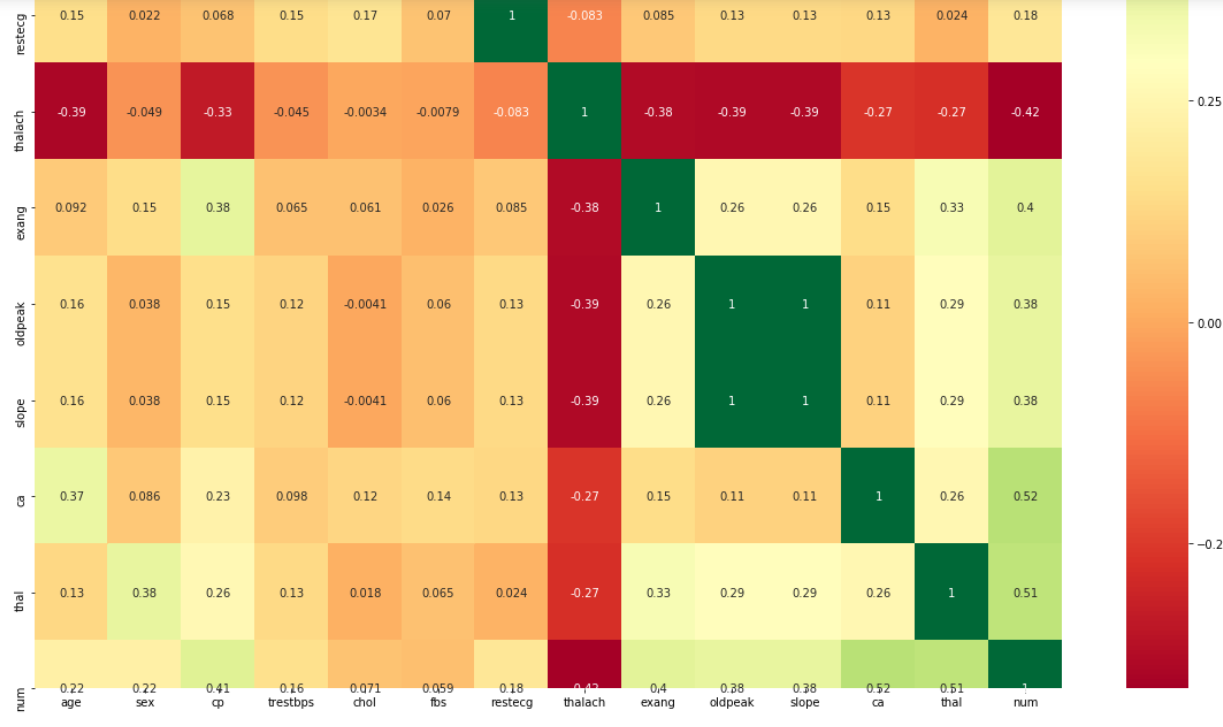 restecg 0.15 0.022 0.068 0.15 0.17 0.07 1 -0.083 0.085 0.13 0.13 0.13 0.024 0.18
thalach -0.39 -0.049 -0.33 -0.045 -0.0034 -0.0079 -0.083 1 -0.38 -0.39 -0.39 -0.27 -0.27 -0.42
exang 0.092 0.15 0.38 0.065 0.061 0.026 0.085 -0.38 1 0.26 0.26 0.15 0.33 0.4
oldpeak 0.16 0.038 0.15 0.12 -0.0041 0.06 0.13 -0.39 0.26 1 1 0.11 0.29 0.38
slope 0.16 0.038 0.15 0.12 -0.0041 0.06 0.13 -0.39 0.26 1 1 0.11 0.29 0.38
ca 0.37 0.086 0.23 0.098 0.12 0.14 0.13 -0.27 0.15 0.11 0.11 1 0.26 0.52
thal 0.13 0.38 0.26 0.13 0.018 0.065 0.024 -0.27 0.33 0.29 0.29 0.26 1 0.51
num 0.22 0.22 0.41 0.16 0.071 0.059 0.18 -0.42 0.4 0.38 0.38 0.52 0.51 1
age sex cp trestbps chol fbs restecg thalach exang oldpeak slope ca thal num
0.25
0.00
−0.2